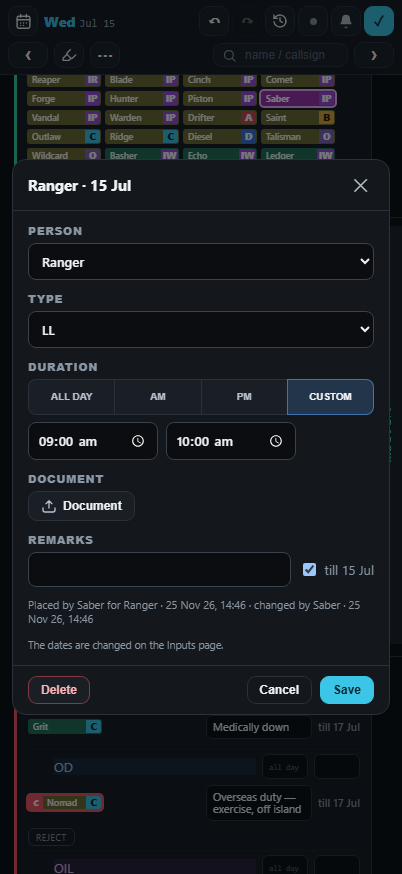 Wed Jul 15
name / callsign
Reaper IR Blade IP Cinch IP Comet IP
Forge IP Hunter IP Piston IP Saber IP
Vandal IP Warden IP Drifter A Saint B
Outlaw C Ridge C Diesel D Talisman O
Wildcard O Basher IW Echo IW Ledger IW
Ranger · 15 Jul
PERSON
Ranger
TYPE
LL
DURATION
ALL DAY AM PM CUSTOM
09:00 am 10:00 am
DOCUMENT
Document
REMARKS
till 15 Jul
Placed by Saber for Ranger · 25 Nov 26, 14:46 · changed by Saber · 25
Nov 26, 14:46
The dates are changed on the Inputs page.
Delete Cancel Save
Grit C Medically down till 17 Jul
OD all day
C Nomad C Overseas duty —
exercise, off island till 17 Jul
REJECT
OIL all day